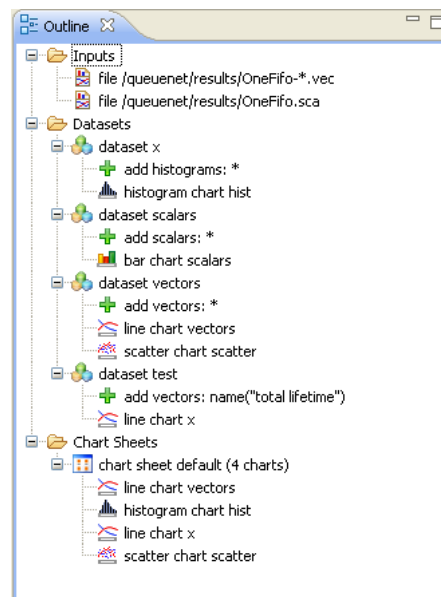 Outline
Inputs
file /queuenet/results/OneFifo-*.vec
file /queuenet/results/OneFifo.sca
Datasets
dataset x
add histograms: *
histogram chart hist
dataset scalars
add scalars: *
bar chart scalars
dataset vectors
add vectors: *
line chart vectors
scatter chart scatter
dataset test
add vectors: name("total lifetime")
line chart x
Chart Sheets
chart sheet default (4 charts)
line chart vectors
histogram chart hist
line chart x
scatter chart scatter